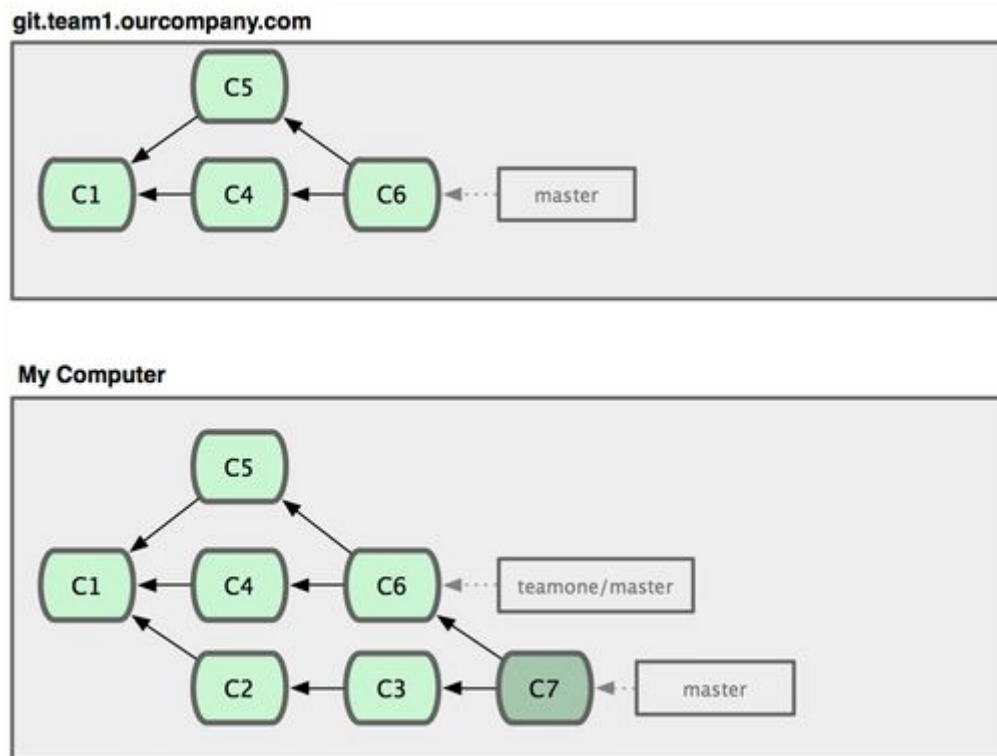 git.team1.ourcompany.com
C5
C1 C4 C6 master
My Computer
C5
C1 C4 C6 teamone/master
C2 C3 C7 master